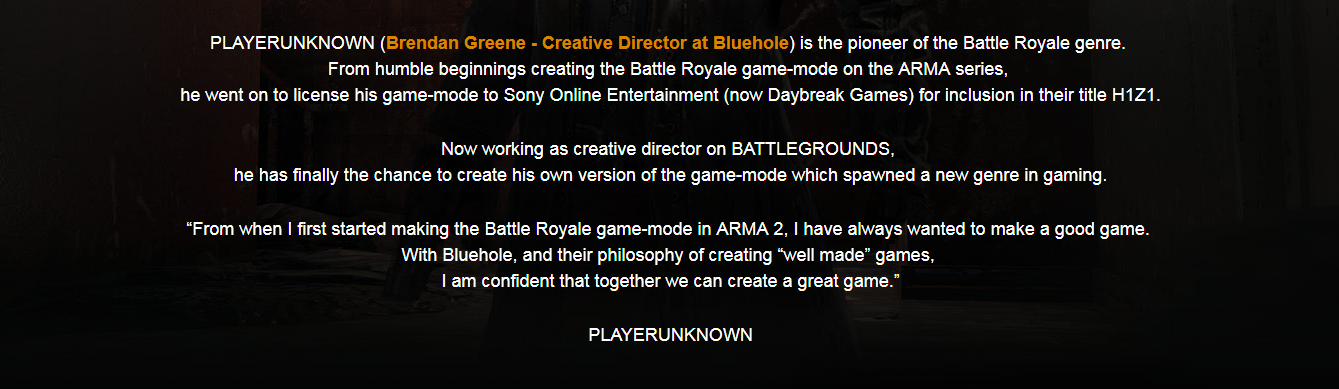 PLAYERUNKNOWN (Brendan Greene - Creative Director at Bluehole) is the pioneer of the Battle Royale genre.
From humble beginnings creating the Battle Royale game-mode on the ARMA series,
he went on to license his game-mode to Sony Online Entertainment (now Daybreak Games) for inclusion in their title H1Z1.
Now working as creative director on BATTLEGROUNDS,
he has finally the chance to create his own version of the game-mode which spawned a new genre in gaming.
“From when I first started making the Battle Royale game-mode in ARMA 2, I have always wanted to make a good game.
With Bluehole, and their philosophy of creating “well made” games,
I am confident that together we can create a great game.”
PLAYERUNKNOWN